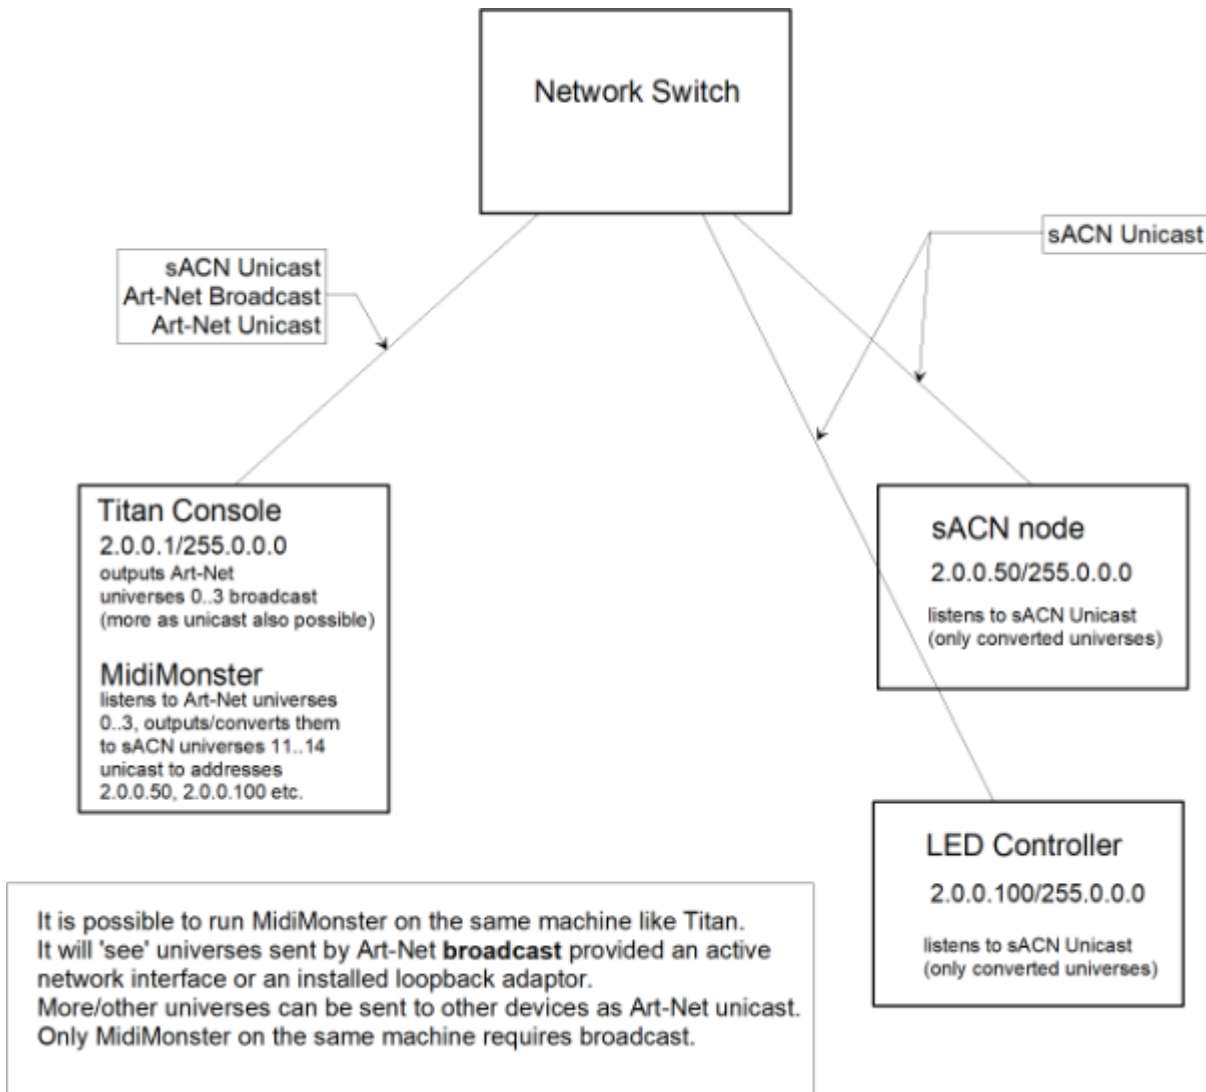 Network Switch
sACN Unicast
Art-Net Broadcast
Art-Net Unicast
sACN Unicast
Titan Console
2.0.0.1/255.0.0.0
outputs Art-Net
universes 0..3 broadcast
(more as unicast also possible)
MidiMonster
listens to Art-Net universes
0..3, outputs/converts them
to sACN universes 11..14
unicast to addresses
2.0.0.50, 2.0.0.100 etc.
sACN node
2.0.0.50/255.0.0.0
listens to sACN Unicast
(only converted universes)
LED Controller
2.0.0.100/255.0.0.0
listens to sACN Unicast
(only converted universes)
It is possible to run MidiMonster on the same machine like Titan.
It will 'see' universes sent by Art-Net broadcast provided an active
network interface or an installed loopback adaptor.
More/other universes can be sent to other devices as Art-Net unicast.
Only MidiMonster on the same machine requires broadcast.